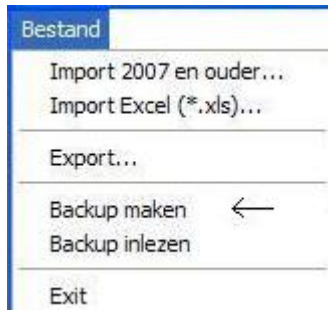 Bestand
Import 2007 en ouder...
Import Excel (*.xls)...
Export...
Backup maken
Backup inlezen
Exit